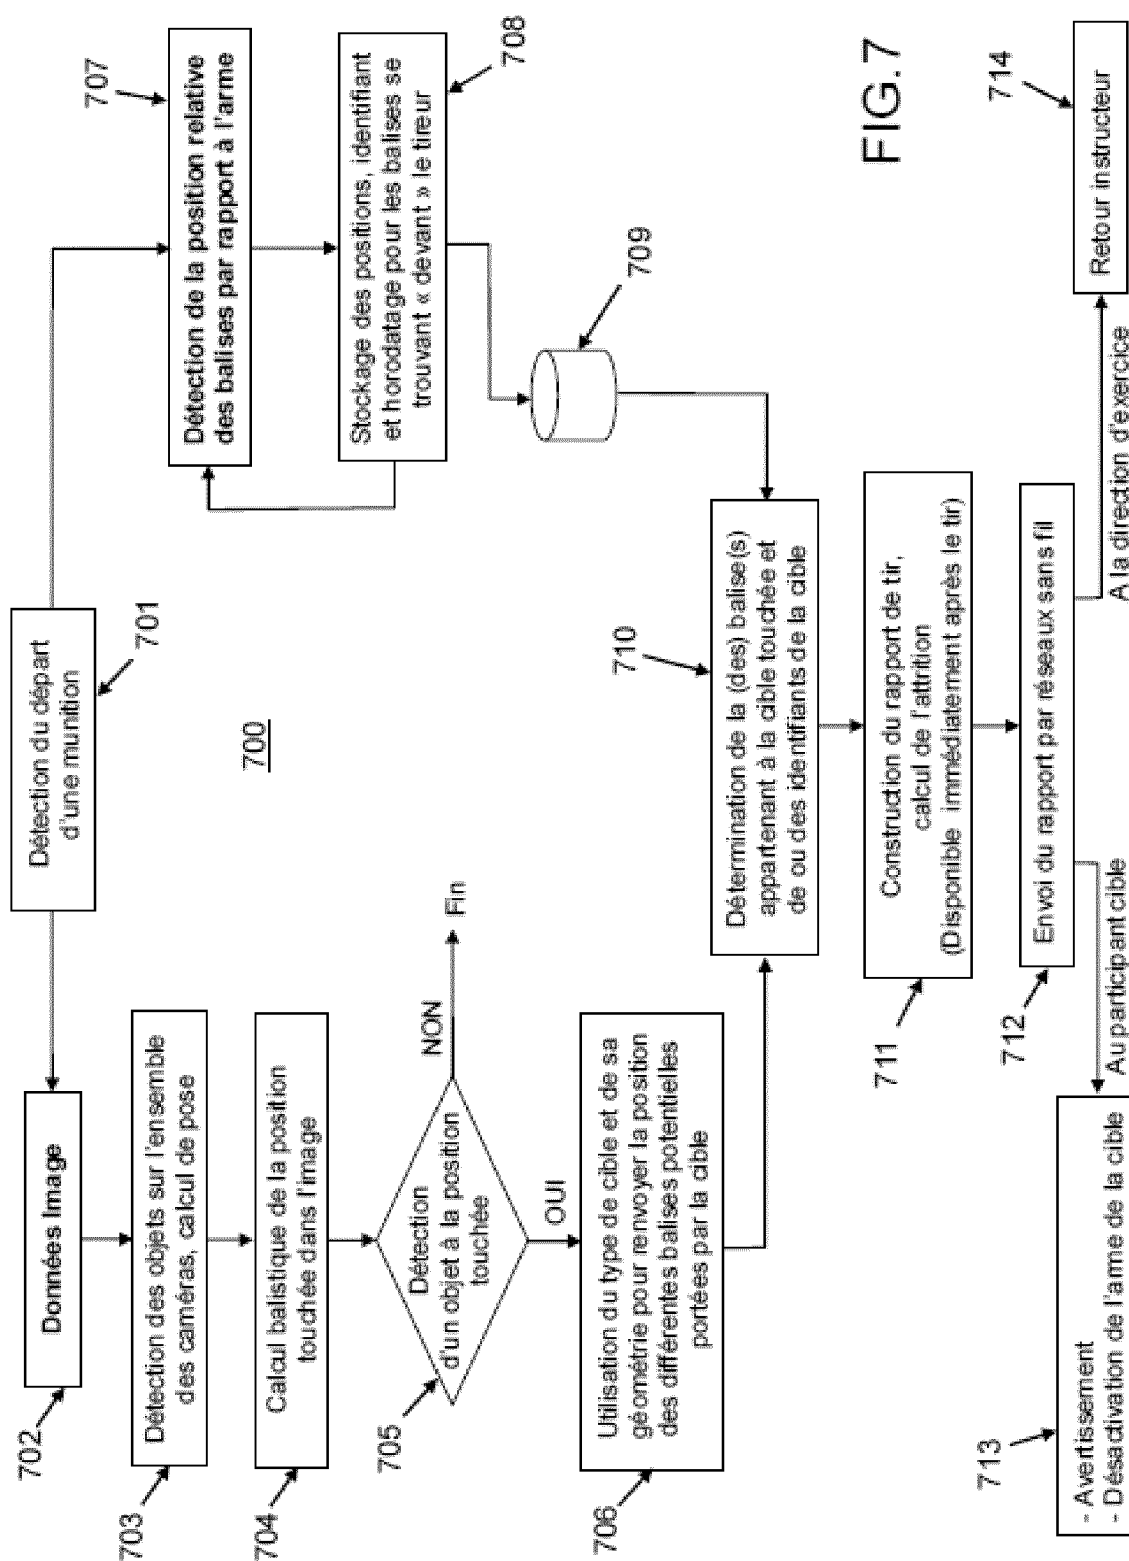 Détection du départ
d'une munition
701
700
702
Données Image
703
Détection des objets sur l'ensemble
des caméras, calcul de pose
704
Calcul balistique de la position
touchée dans l'image
705
Détection
d'un objet à la position
touchée
NON
Fin
OUI
706
Utilisation du type de cible et de sa
géométrie pour renvoyer la position
des différentes balises potentielles
portées par la cible
707
Détection de la position relative
des balises par rapport à l'arme
708
Stockage des positions, identifiant
et horodatage pour les balises se
trouvant « devant » le tireur
709
710
Détermination de la (des) balise(s)
appartenant à la cible touchée et
de ou des identifiants de la cible
711
Construction du rapport de tir,
calcul de l'attrition
(Disponible immédiatement après le tir)
712
Envoi du rapport par réseaux sans fil
Au participant cible
A la direction d'exercice
713
- Avertissement
- Désactivation de l'arme de la cible
714
Retour instructeur
FIG.7